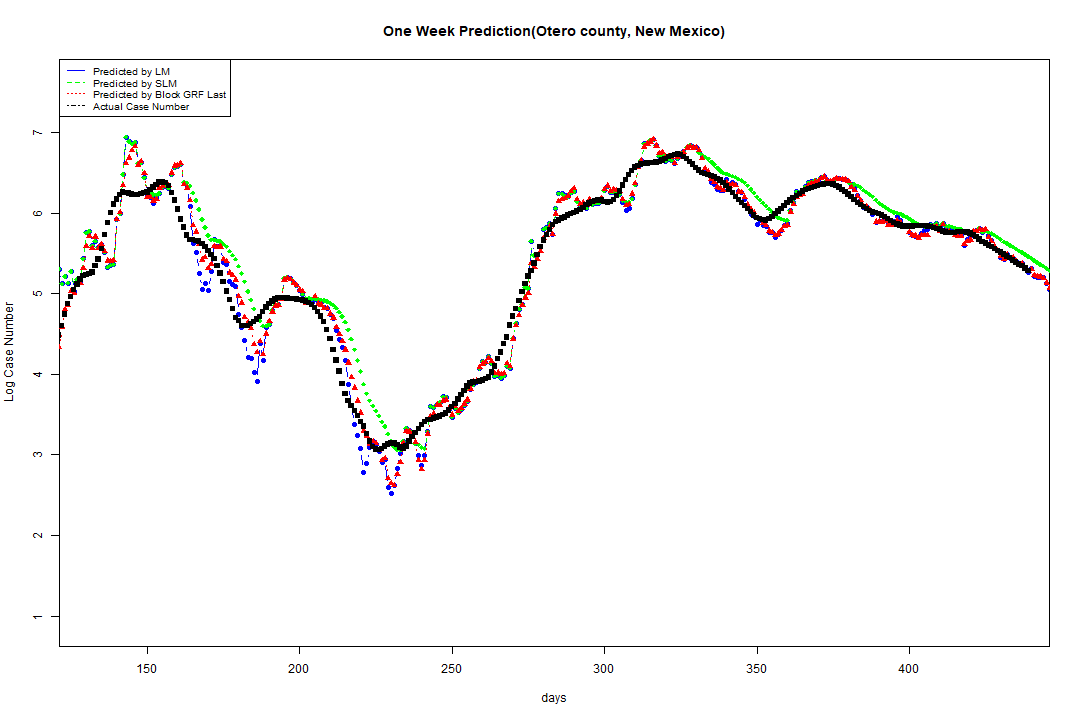 One Week Prediction(Otero county, New Mexico)
Predicted by LM
Predicted by SLM
Predicted by Block GRF Last
Actual Case Number
7
6
5
4
3
2
1
Log Case Number
150 200 250 300 350 400
days